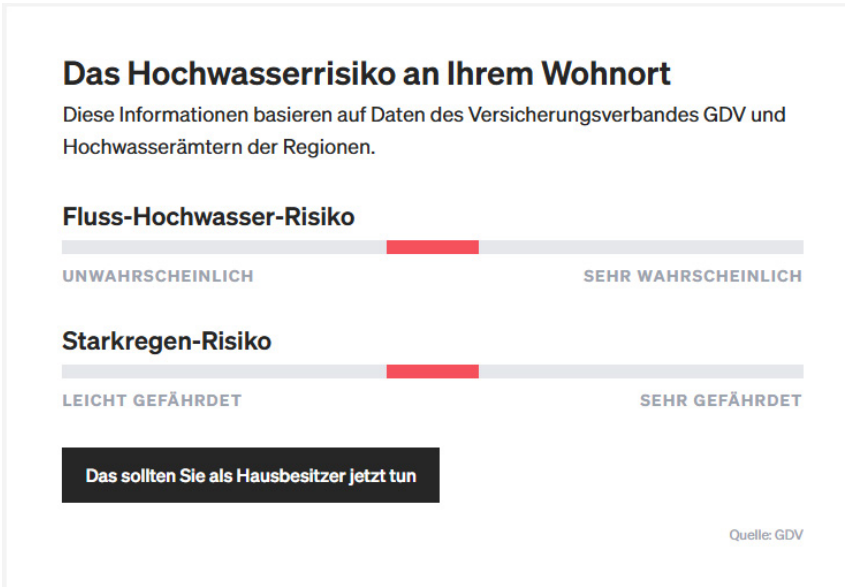 Das Hochwasserrisiko an Ihrem Wohnort
Diese Informationen basieren auf Daten des Versicherungsverbandes GDV und
Hochwasserämtern der Regionen.
Fluss-Hochwasser-Risiko
UNWAHRSCHEINLICH
SEHR WAHRSCHEINLICH
Starkregen-Risiko
LEICHT GEFÄHRDET
SEHR GEFÄHRDET
Das sollten Sie als Hausbesitzer jetzt tun
Quelle: GDV